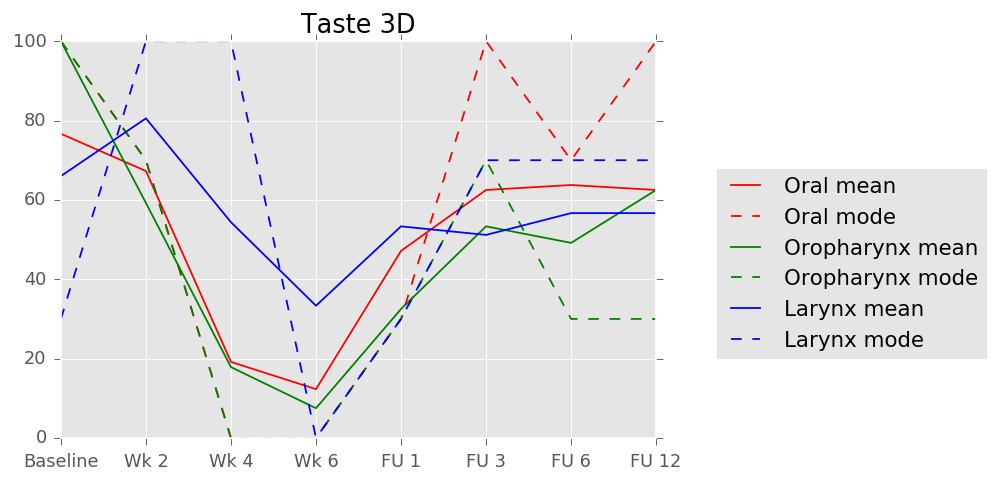 Taste 3D
100
80
60
40
20
0
Baseline Wk 2 Wk 4 Wk 6 FU 1 FU 3 FU 6 FU 12
Oral mean
Oral mode
Oropharynx mean
Oropharynx mode
Larynx mean
Larynx mode